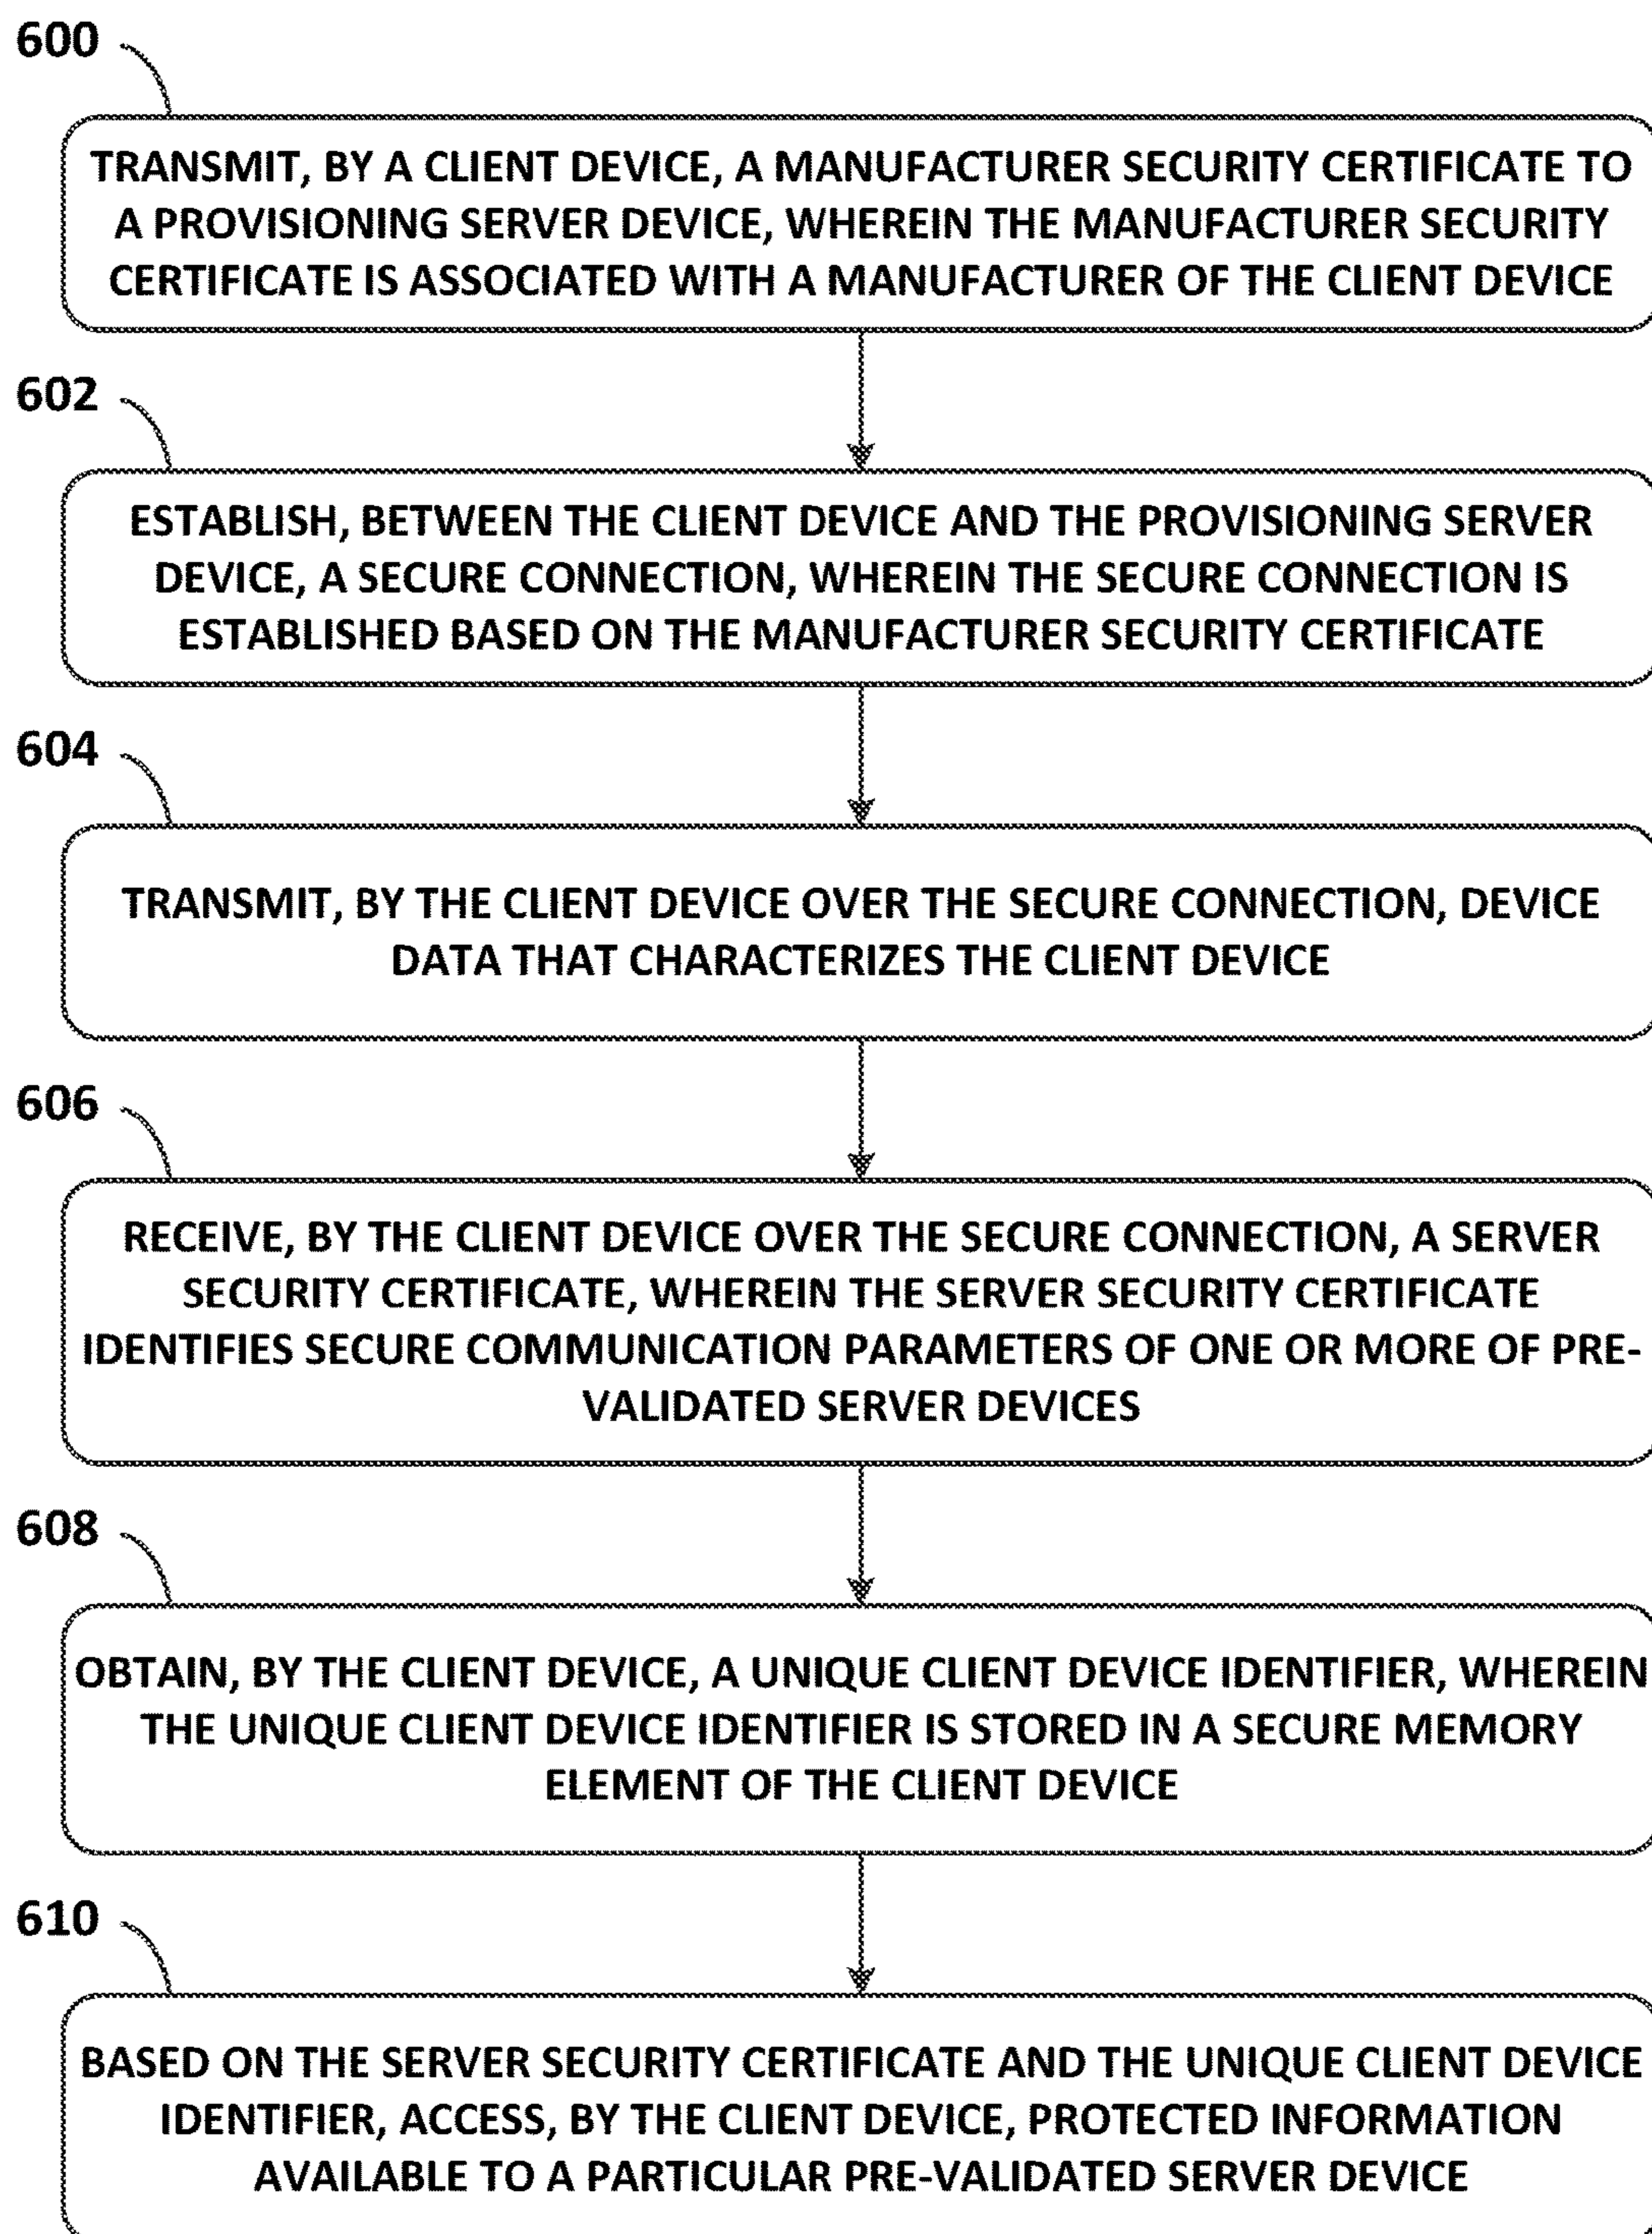 600
TRANSMIT, BY A CLIENT DEVICE, A MANUFACTURER SECURITY CERTIFICATE TO
A PROVISIONING SERVER DEVICE, WHEREIN THE MANUFACTURER SECURITY
CERTIFICATE IS ASSOCIATED WITH A MANUFACTURER OF THE CLIENT DEVICE
602
ESTABLISH, BETWEEN THE CLIENT DEVICE AND THE PROVISIONING SERVER
DEVICE, A SECURE CONNECTION, WHEREIN THE SECURE CONNECTION IS
ESTABLISHED BASED ON THE MANUFACTURER SECURITY CERTIFICATE
604
TRANSMIT, BY THE CLIENT DEVICE OVER THE SECURE CONNECTION, DEVICE
DATA THAT CHARACTERIZES THE CLIENT DEVICE
606
RECEIVE, BY THE CLIENT DEVICE OVER THE SECURE CONNECTION, A SERVER
SECURITY CERTIFICATE, WHEREIN THE SERVER SECURITY CERTIFICATE
IDENTIFIES SECURE COMMUNICATION PARAMETERS OF ONE OR MORE OF PRE-
VALIDATED SERVER DEVICES
608
OBTAIN, BY THE CLIENT DEVICE, A UNIQUE CLIENT DEVICE IDENTIFIER, WHEREIN
THE UNIQUE CLIENT DEVICE IDENTIFIER IS STORED IN A SECURE MEMORY
ELEMENT OF THE CLIENT DEVICE
610
BASED ON THE SERVER SECURITY CERTIFICATE AND THE UNIQUE CLIENT DEVICE
IDENTIFIER, ACCESS, BY THE CLIENT DEVICE, PROTECTED INFORMATION
AVAILABLE TO A PARTICULAR PRE-VALIDATED SERVER DEVICE